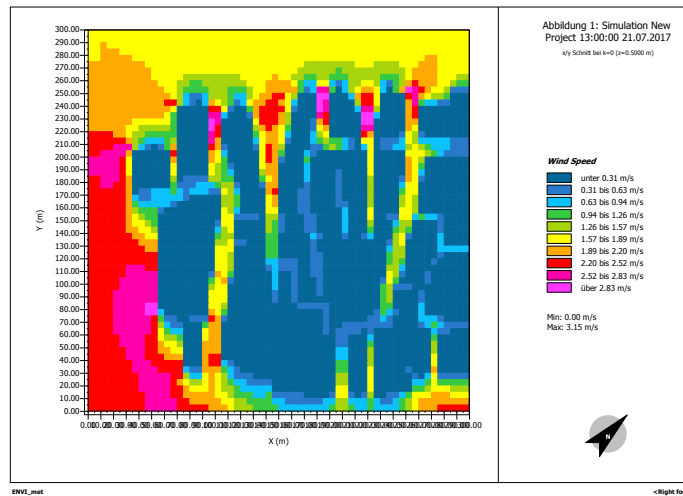 Abbildung 1: Simulation New
Project 13:00:00 21.07.2017
x/y Schnitt bei k=0 (z=0.5000 m)
300.00
290.00
280.00
270.00
260.00
250.00
240.00
230.00
220.00
210.00
200.00
190.00
180.00
170.00
160.00
150.00
140.00
130.00
120.00
110.00
100.00
90.00
80.00
70.00
60.00
50.00
40.00
30.00
20.00
10.00
0.00
Y (m)
X (m)
Wind Speed
unter 0.31 m/s
0.31 bis 0.63 m/s
0.63 bis 0.94 m/s
0.94 bis 1.26 m/s
1.26 bis 1.57 m/s
1.57 bis 1.89 m/s
1.89 bis 2.20 m/s
2.20 bis 2.52 m/s
2.52 bis 2.83 m/s
über 2.83 m/s
Min: 0.00 m/s
Max: 3.15 m/s
N
ENVI_met
<Right fo